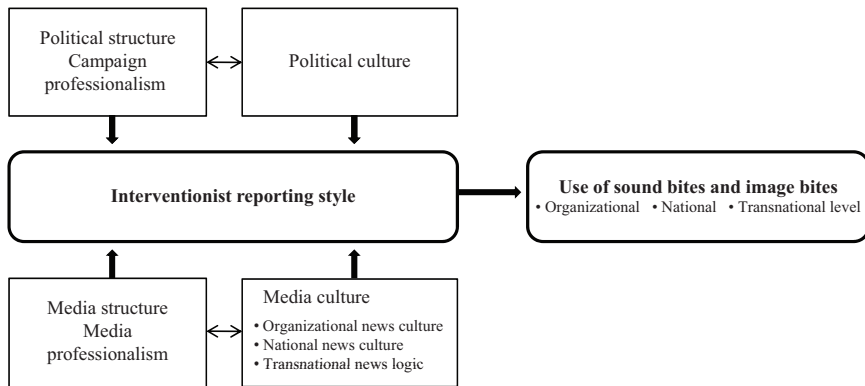 Political structure
Campaign
professionalism
Political culture
Interventionist reporting style
Use of sound bites and image bites
• Organizational • National • Transnational level
Media structure
Media
professionalism
Media culture
• Organizational news culture
• National news culture
• Transnational news logic